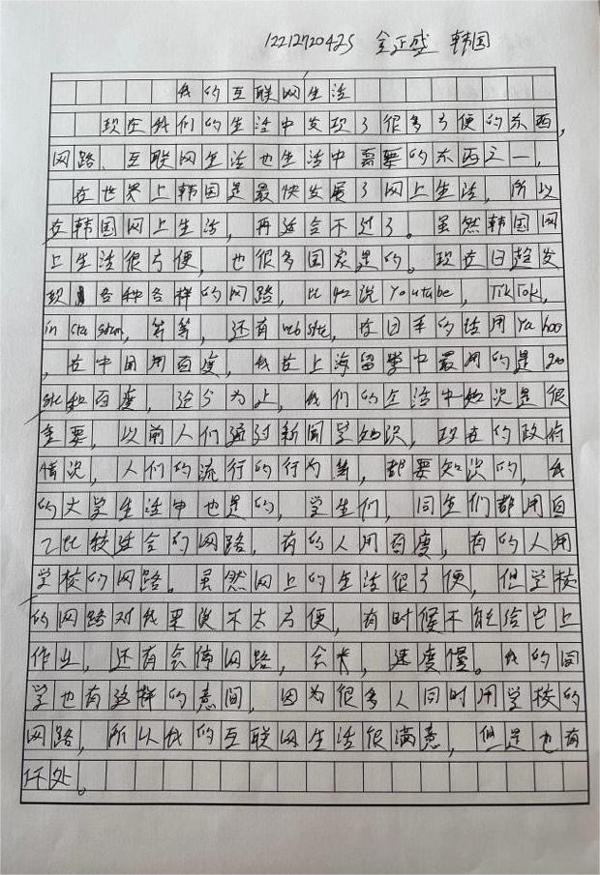 12212720425 金正盛 韩国
我的互联网生活
现在我们的生活中发现了很多方便的东西,
网路、互联网生活也生活中需要的东西之一,
在世界上韩国是最快发展了网上生活,所以
在韩国网上生活,再适合不过了。虽然韩国网
上生活很方便,也很多国家是的。现在日趋发
现各种各样的网路,比如说Youtube,TikTok,
in sta gram,等等,还有web site,在日本的话用Ya hoo
,在中国用百度,我在上海留学中最用的是goo
gle和百度,这分为上,我们的生活中知识是很
重要,以前人们通过新闻学知识,现在的政府
情况,人们的流行的行为等,都要知识的,我
的大学生活中也是的,学生们,同生们都用自
己比较适合的网路,有的人用百度,有的人用
学校的网路。虽然网上的生活很方便,但学校
的网路对我来说不太方便,有时候不能给它上
作业,还有会停网路,会卡,速度慢。我的同
学也有这样的意间,因为很多人同时用学校的
网路,所以我的互联网生活很满意,但是也有
坏处。